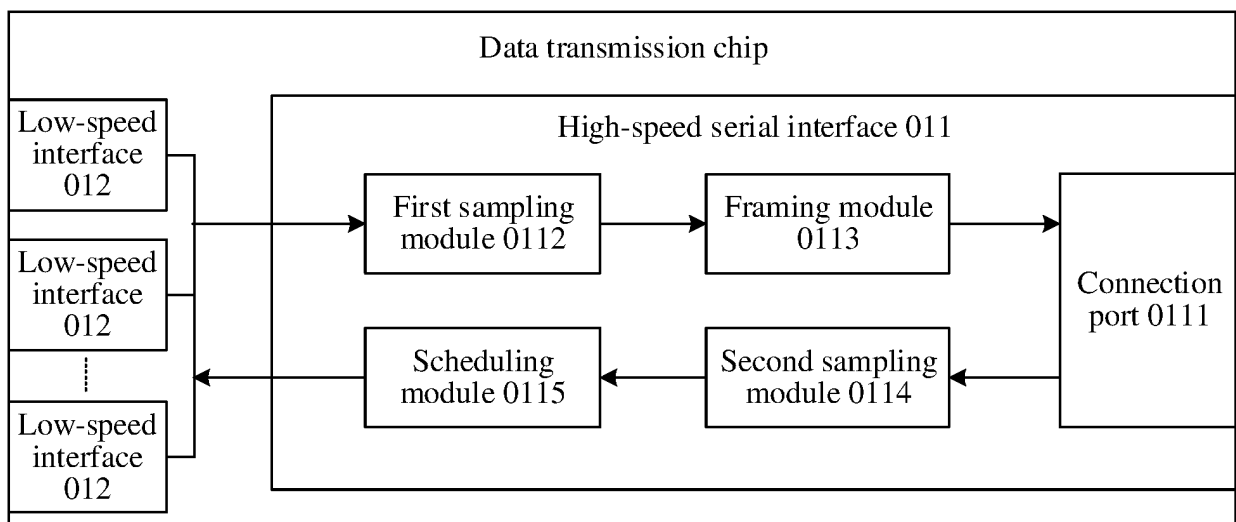 Data transmission chip
Low-speed
interface
012
Low-speed
interface
012
Low-speed
interface
012
High-speed serial interface 011
First sampling
module 0112
Framing module
0113
Connection
port 0111
Scheduling
module 0115
Second sampling
module 0114